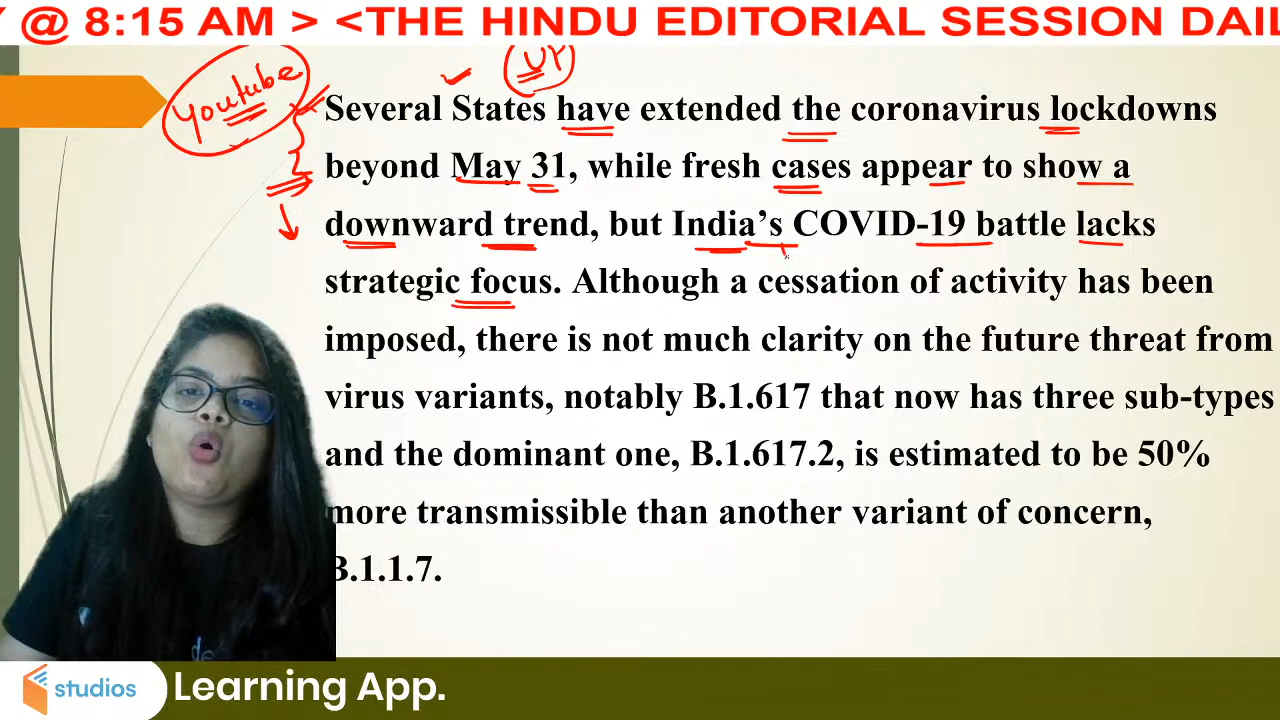 @ 8:15 AM > <THE HINDU EDITORIAL SESSION DAIL
UP
Youtube
Several States have extended the coronavirus lockdowns
beyond May 31, while fresh cases appear to show a
downward trend, but India’s COVID-19 battle lacks
strategic focus. Although a cessation of activity has been
imposed, there is not much clarity on the future threat from
virus variants, notably B.1.617 that now has three sub-types
and the dominant one, B.1.617.2, is estimated to be 50%
more transmissible than another variant of concern,
B.1.1.7.
studios
Learning App.